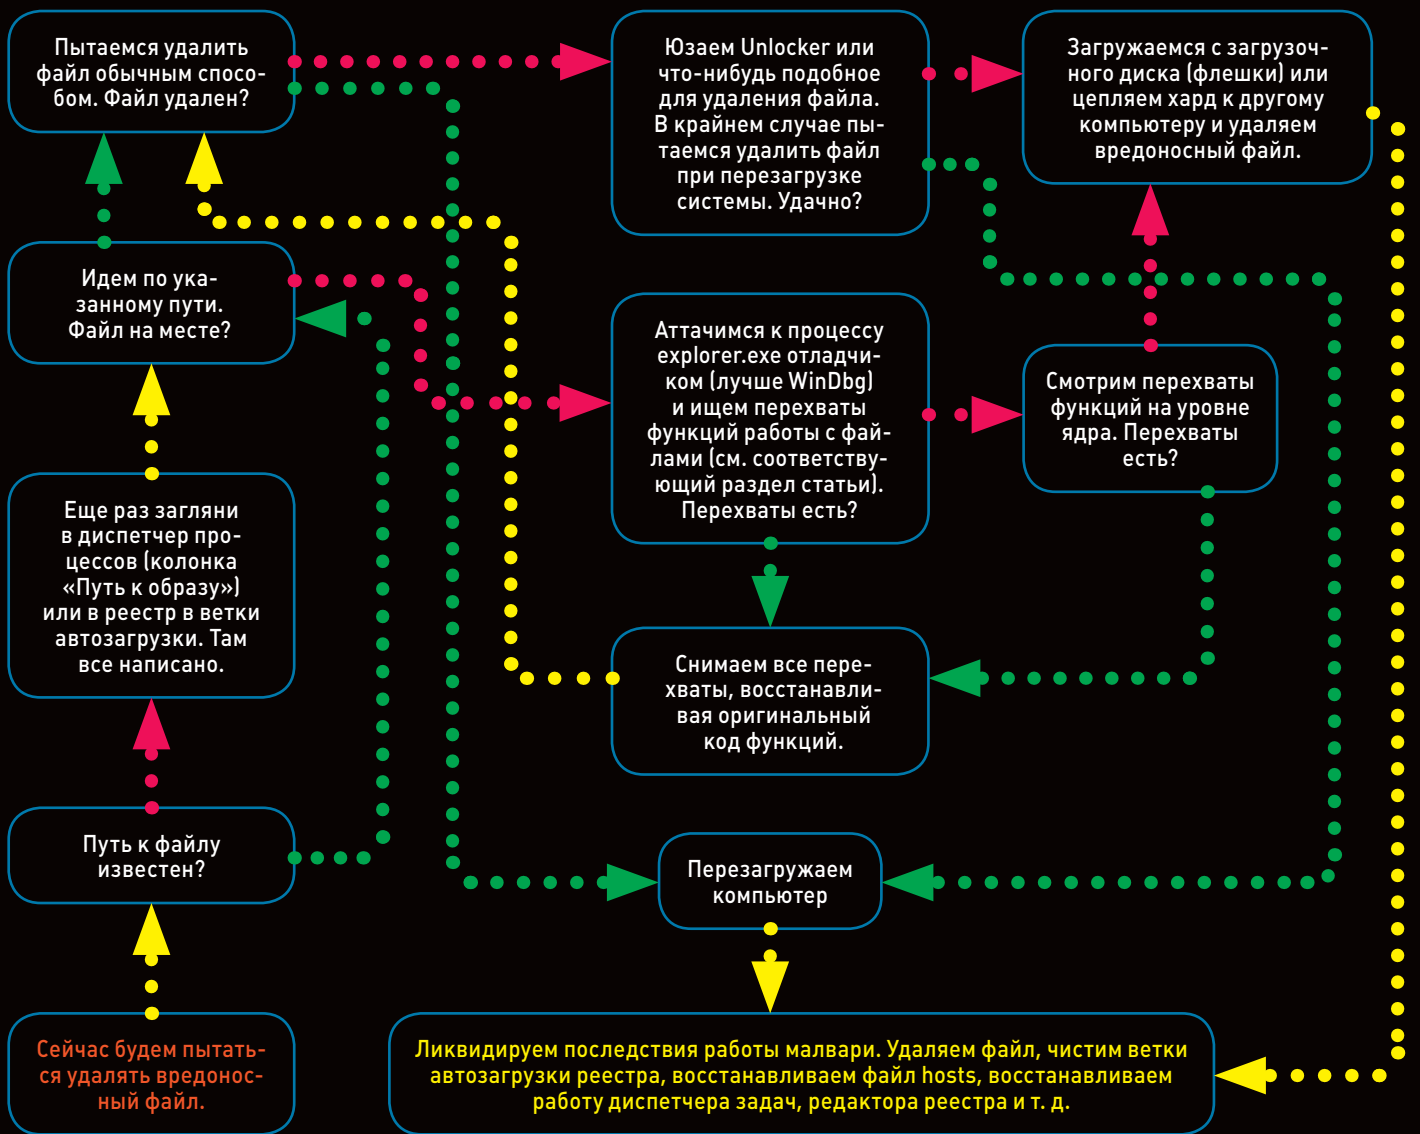 Пытаемся удалить
файл обычным спосо-
бом. Файл удален?
Юзаем Unlocker или
что-нибудь подобное
для удаления файла.
В крайнем случае пы-
таемся удалить файл
при перезагрузке
системы. Удачно?
Загружаемся с загрузоч-
ного диска (флешки) или
цепляем хард к другому
компьютеру и удаляем
вредоносный файл.
Идем по ука-
занному пути.
Файл на месте?
Аттачимся к процессу
explorer.exe отладчи-
ком (лучше WinDbg)
и ищем перехваты
функций работы с фай-
лами (см. соответству-
ющий раздел статьи).
Перехваты есть?
Смотрим перехваты
функций на уровне
ядра. Перехваты
есть?
Еще раз загляни
в диспетчер про-
цессов (колонка
«Путь к образу»)
или в реестр в ветки
автозагрузки. Там
все написано.
Снимаем все пере-
хваты, восстанавли-
вая оригинальный
код функций.
Путь к файлу
известен?
Перезагружаем
компьютер
Сейчас будем пытать-
ся удалять вредонос-
ный файл.
Ликвидируем последствия работы малвари. Удаляем файл, чистим ветки
автозагрузки реестра, восстанавливаем файл hosts, восстанавливаем
работу диспетчера задач, редактора реестра и т. д.